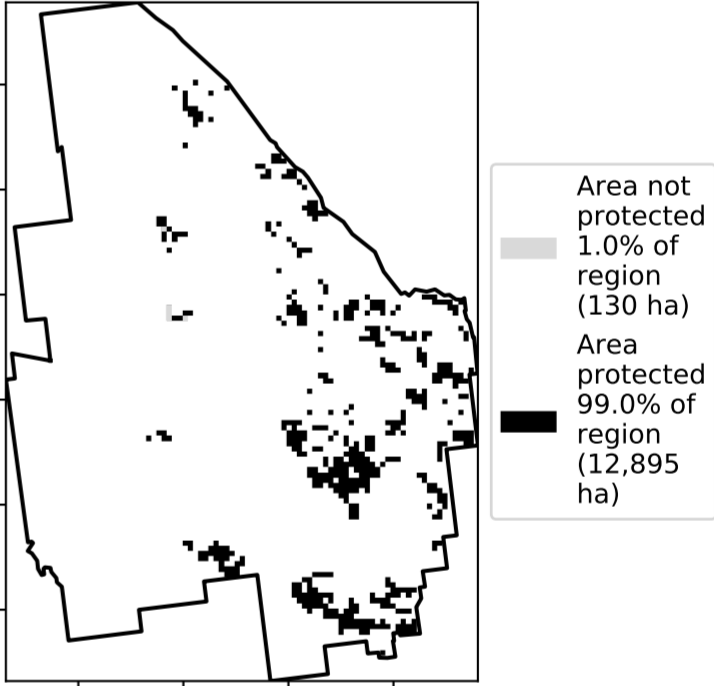 Area not
protected
1.0% of
region
(130 ha)
Area
protected
99.0% of
region
(12,895
ha)